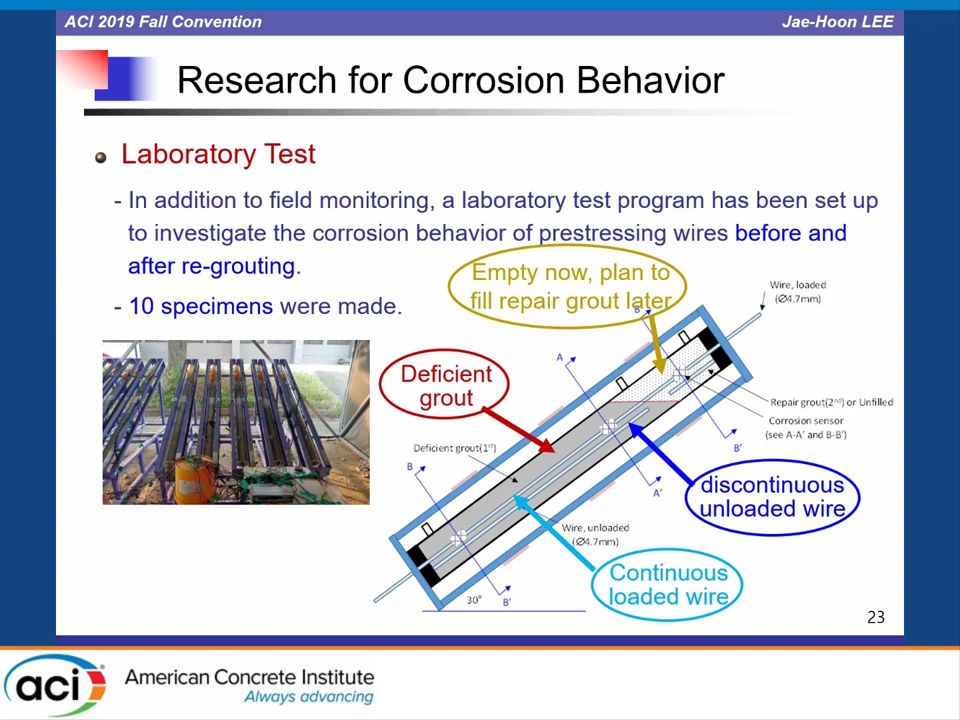 ACI 2019 Fall Convention
Jae-Hoon LEE
Research for Corrosion Behavior
Laboratory Test
- In addition to field monitoring, a laboratory test program has been set up
to investigate the corrosion behavior of prestressing wires before and
after re-grouting.
- 10 specimens were made.
Empty now, plan to
fill repair grout later
Wire, loaded
(Ø4.7mm)
B
A
Deficient
grout
Repair grout(2nd) or Unfilled
Corrosion sensor
(see A-A' and B-B')
Deficient grout(1st)
B'
B
A'
discontinuous
unloaded wire
Wire, unloaded
(Ø4.7mm)
Continuous
loaded wire
30°
B'
23
aci
American Concrete Institute
Always advancing